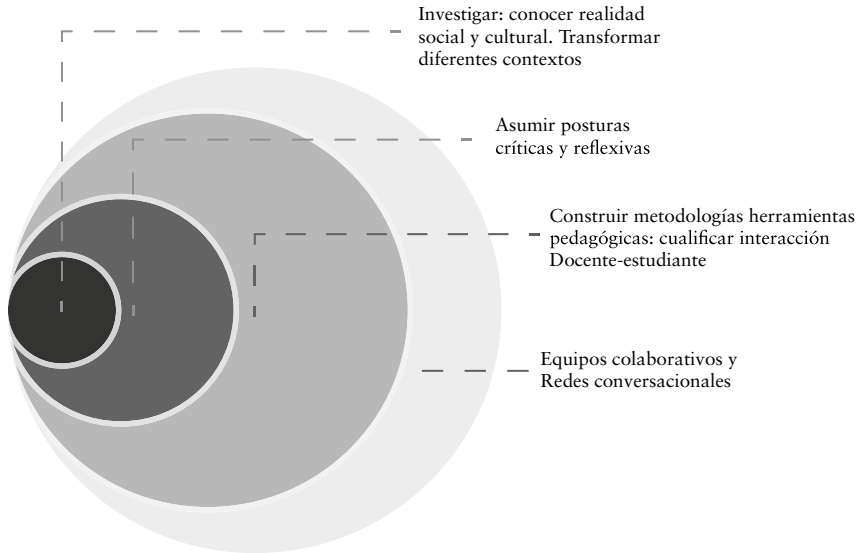 Investigar: conocer realidad
social y cultural. Transformar
diferentes contextos
Asumir posturas
críticas y reflexivas
Construir metodologías herramientas
pedagógicas: cualificar interacción
Docente-estudiante
Equipos colaborativos y
Redes conversacionales